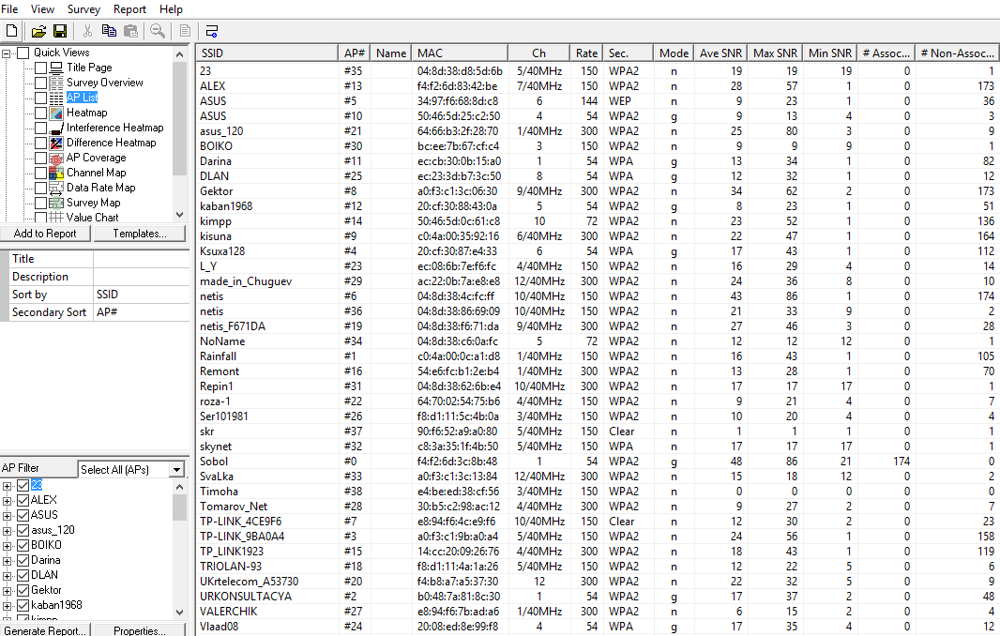 File View Survey Report Help
Quick Views
Title Page
Survey Overview
AP List
Heatmap
Interference Heatmap
Difference Heatmap
AP Coverage
Channel Map
Data Rate Map
Survey Map
Value Chart
Add to Report Templates...
Title
Description
Sort by SSID
Secondary Sort AP#
AP Filter Select All (APs)
23
ALEX
ASUS
asus_120
BOIKO
Darina
DLAN
Gektor
kaban1968
kimpp
Generate Report... Properties...
SSID AP# Name MAC Ch Rate Sec. Mode Ave SNR Max SNR Min SNR # Assoc... # Non-Assoc...
23 #35 04:8d:38:d8:5d:6b 5/40MHz 150 WPA2 n 19 19 19 0 1
ALEX #13 f4:f2:6d:83:42:be 7/40MHz 150 WPA2 n 28 57 1 0 173
ASUS #5 34:97:f6:68:8d:c8 6 144 WEP n 9 23 1 0 36
ASUS #10 50:46:5d:25:c2:50 4 54 WPA2 g 9 13 4 0 3
asus_120 #21 64:66:b3:2f:28:70 1/40MHz 300 WPA2 n 25 80 3 0 9
BOIKO #30 bc:ee:7b:67:cf:c4 3 150 WPA2 n 9 9 9 0 1
Darina #11 ec:cb:30:0b:15:a0 1 54 WPA g 13 34 1 0 82
DLAN #25 ec:23:3d:b7:3c:50 8 54 WPA g 12 32 1 0 12
Gektor #8 a0:f3:c1:3c:06:30 9/40MHz 300 WPA2 n 34 62 2 0 173
kaban1968 #12 20:cf:30:88:43:0a 5 54 WPA2 g 8 23 1 0 51
kimpp #14 50:46:5d:0c:61:c8 10 72 WPA2 n 23 52 1 0 136
kisuna #9 c0:4a:00:35:92:16 6/40MHz 300 WPA2 n 22 47 1 0 164
Ksuxa128 #4 20:cf:30:87:e4:33 6 54 WPA g 17 43 1 0 112
L_Y #23 ec:08:6b:7e:f6:fc 4/40MHz 150 WPA2 n 16 29 4 0 14
made_in_Chuguev #29 ac:22:0b:7a:e8:e8 12/40MHz 300 WPA2 n 24 36 8 0 10
netis #6 04:8d:38:4c:fc:ff 10/40MHz 150 WPA2 n 43 86 1 0 174
netis #36 04:8d:38:86:69:09 10/40MHz 150 WPA2 n 21 33 9 0 2
netis_F671DA #19 04:8d:38:f6:71:da 9/40MHz 300 WPA2 n 27 46 3 0 28
NoName #34 04:8d:38:c6:0a:fc 5 72 WPA2 n 12 12 12 0 1
Rainfall #1 c0:4a:00:0c:a1:d8 1/40MHz 150 WPA2 n 16 43 1 0 105
Remont #16 54:e6:fc:b1:2e:b4 1/40MHz 300 WPA2 n 13 28 1 0 70
Repin1 #31 04:8d:38:62:6b:e4 10/40MHz 300 WPA2 n 17 17 17 0 1
roza-1 #22 64:70:02:54:75:b6 4/40MHz 150 WPA2 n 9 21 4 0 7
Ser101981 #26 f8:d1:11:5c:4b:0a 3/40MHz 150 WPA2 n 10 20 4 0 4
skr #37 90:f6:52:a9:a0:80 5/40MHz 150 Clear n 1 1 1 0 1
skynet #32 c8:3a:35:1f:4b:50 5/40MHz 150 WPA n 17 17 17 0 1
Sobol #0 f4:f2:6d:3c:8b:48 1 54 WPA2 g 48 86 21 174 0
SvaLka #33 a0:f3:c1:3c:13:84 12/40MHz 300 WPA2 n 15 18 12 0 2
Timoha #38 e4:be:ed:38:cf:56 3/40MHz 150 WPA2 n 0 0 0 0 0
Tomarov_Net #28 30:b5:c2:98:ac:12 4/40MHz 300 WPA2 n 9 27 2 0 7
TP-LINK_4CE9F6 #7 e8:94:f6:4c:e9:f6 10/40MHz 150 Clear n 12 30 2 0 23
TP-LINK_9BA0A4 #3 a0:f3:c1:9b:a0:a4 5/40MHz 150 WPA2 n 24 56 1 0 158
TP_LINK1923 #15 14:cc:20:09:26:76 4/40MHz 300 WPA2 n 18 43 1 0 119
TRIOLAN-93 #18 f8:d1:11:4a:1a:26 5/40MHz 150 WPA2 n 12 22 5 0 6
UKrtelecom_A53730 #20 f4:b8:a7:a5:37:30 12 300 WPA2 n 22 32 5 0 9
URKONSULTACYA #2 b0:48:7a:81:8c:30 1 54 WPA2 g 17 37 2 0 48
VALERCHIK #27 e8:94:f6:7b:ad:a6 1/40MHz 300 WPA2 n 6 15 2 0 4
Vlaad08 #24 20:08:ed:8e:99:f8 4 54 WPA g 17 35 4 0 12